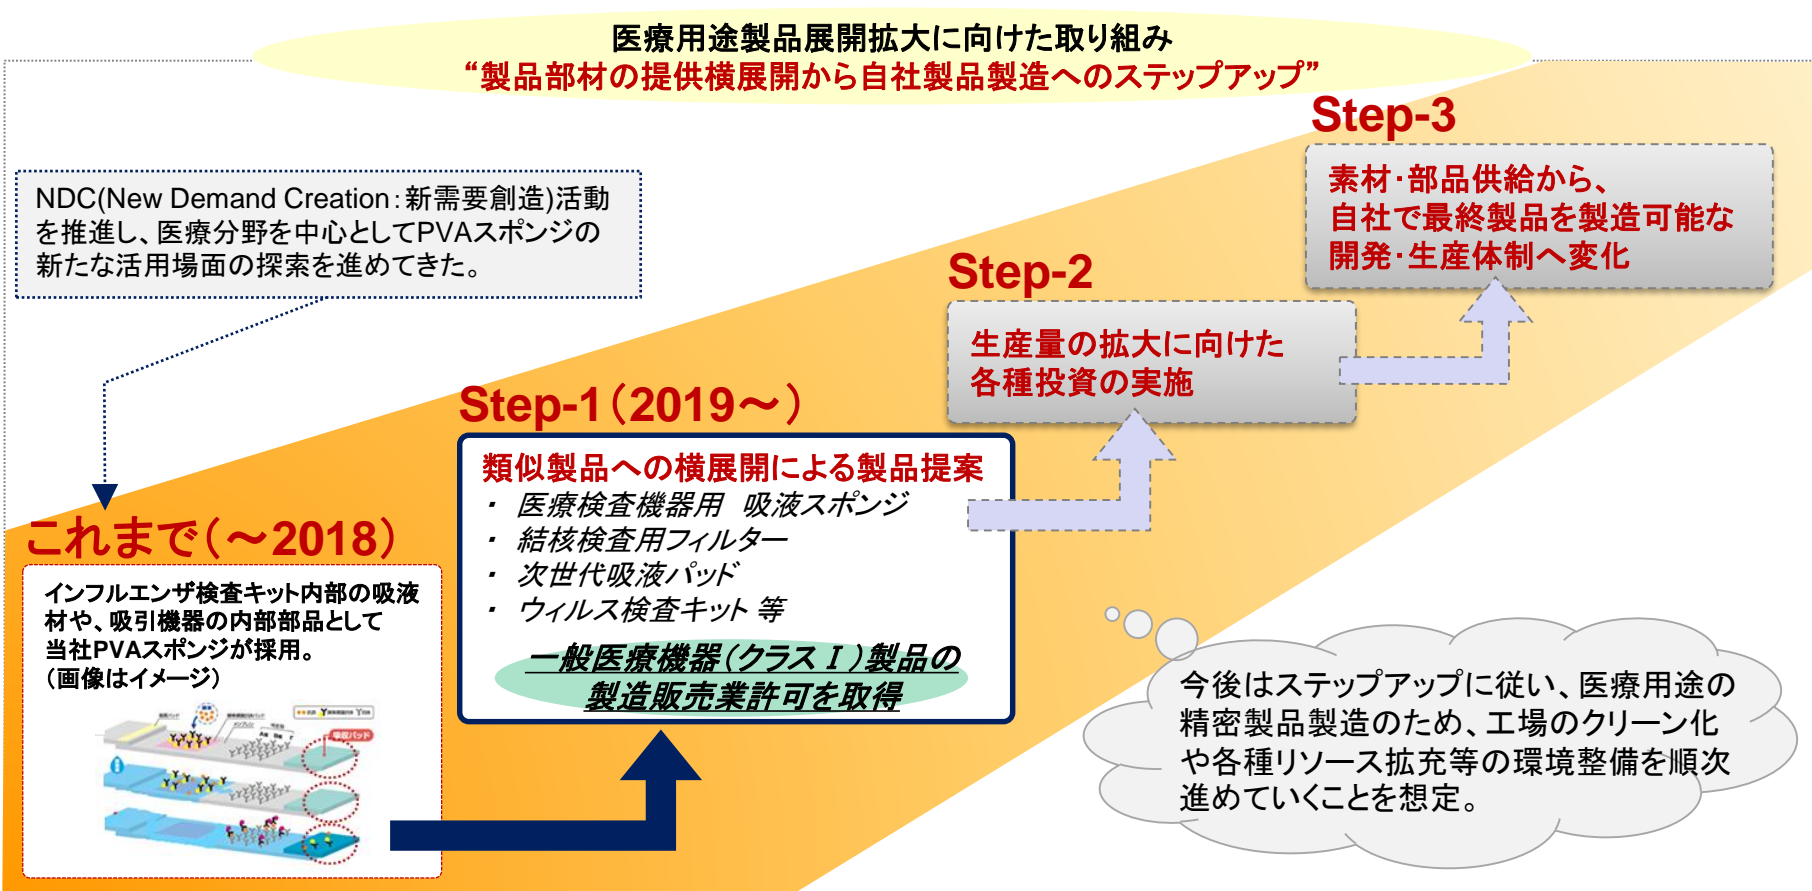 医療用途製品展開拡大に向けた取り組み
“製品部材の提供横展開から自社製品製造へのステップアップ”
NDC(New Demand Creation：新需要創造)活動
を推進し、医療分野を中心としてPVAスポンジの
新たな活用場面の探索を進めてきた。
これまで（～2018）
インフルエンザ検査キット内部の吸液
材や、吸引機器の内部部品として
当社PVAスポンジが採用。
（画像はイメージ）
吸収パッド
Step-1（2019～）
類似製品への横展開による製品提案
・ 医療検査機器用　吸液スポンジ
・ 結核検査用フィルター
・ 次世代吸液パッド
・ ウィルス検査キット 等
一般医療機器（クラスⅠ）製品の
製造販売業許可を取得
Step-2
生産量の拡大に向けた
各種投資の実施
Step-3
素材・部品供給から、
自社で最終製品を製造可能な
開発・生産体制へ変化
今後はステップアップに従い、医療用途の
精密製品製造のため、工場のクリーン化
や各種リソース拡充等の環境整備を順次
進めていくことを想定。